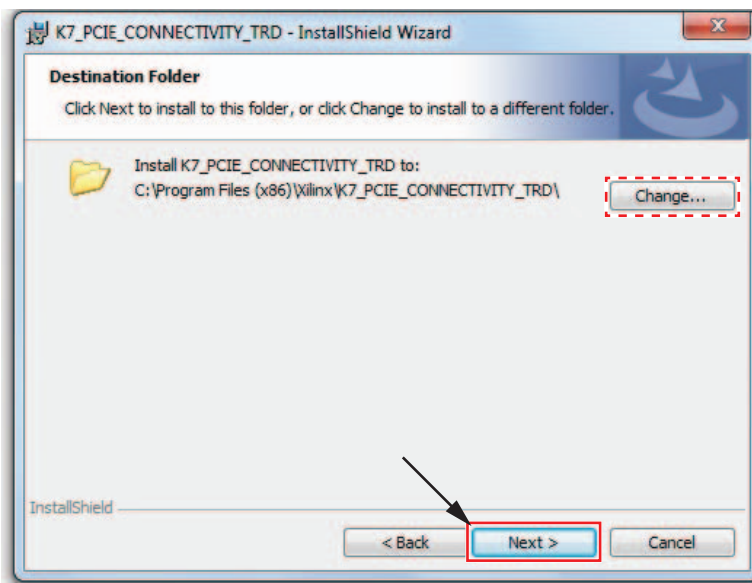 K7_PCIE_CONNECTIVITY_TRD - InstallShield Wizard
Destination Folder
Click Next to install to this folder, or click Change to install to a different folder.
Install K7_PCIE_CONNECTIVITY_TRD to:
C:\Program Files (x86)\Xilinx\K7_PCIE_CONNECTIVITY_TRD\
Change...
InstallShield
< Back
Next >
Cancel